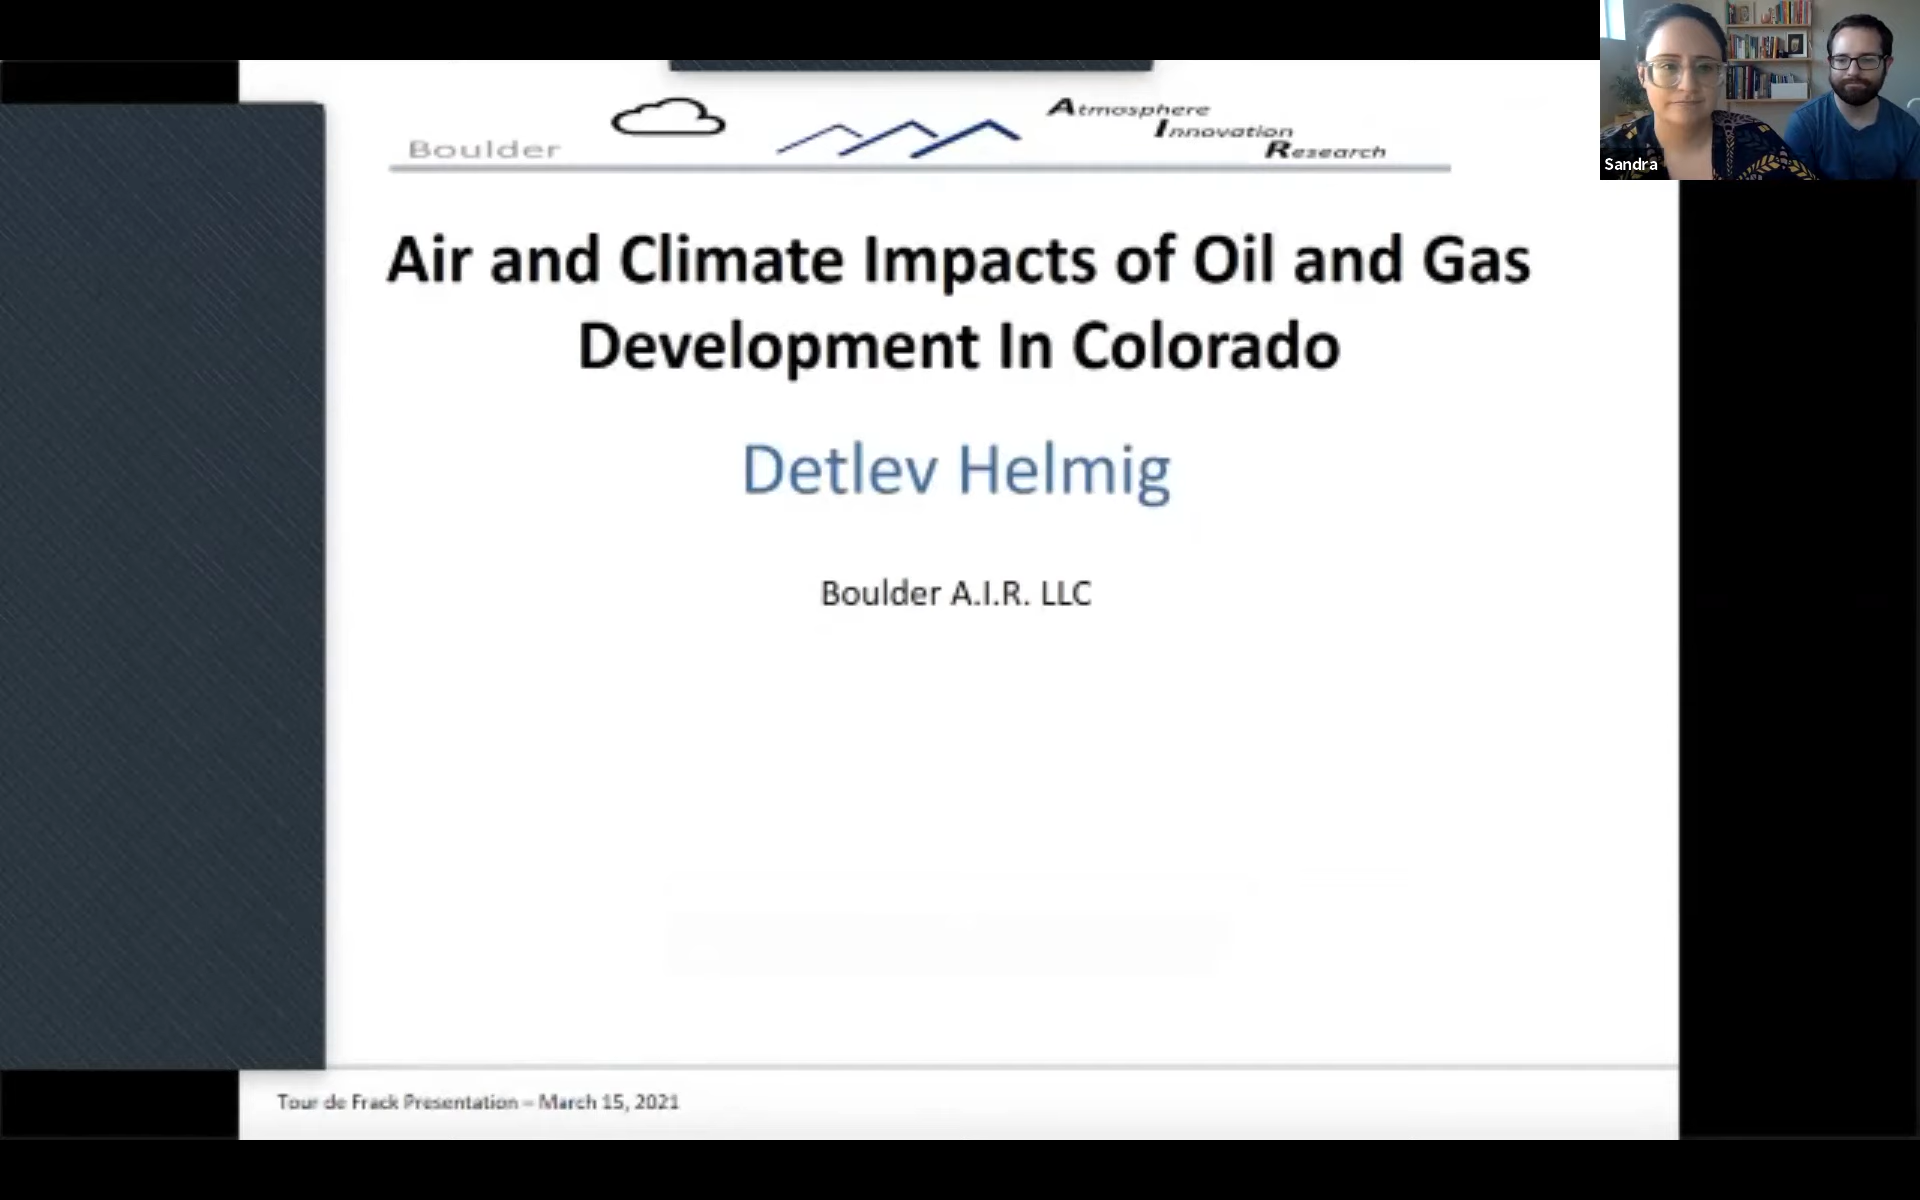 Boulder
Atmosphere
Innovation
Research
Sandra
Air and Climate Impacts of Oil and Gas
Development In Colorado
Detlev Helmig
Boulder A.I.R. LLC
Tour de Frack Presentation – March 15, 2021